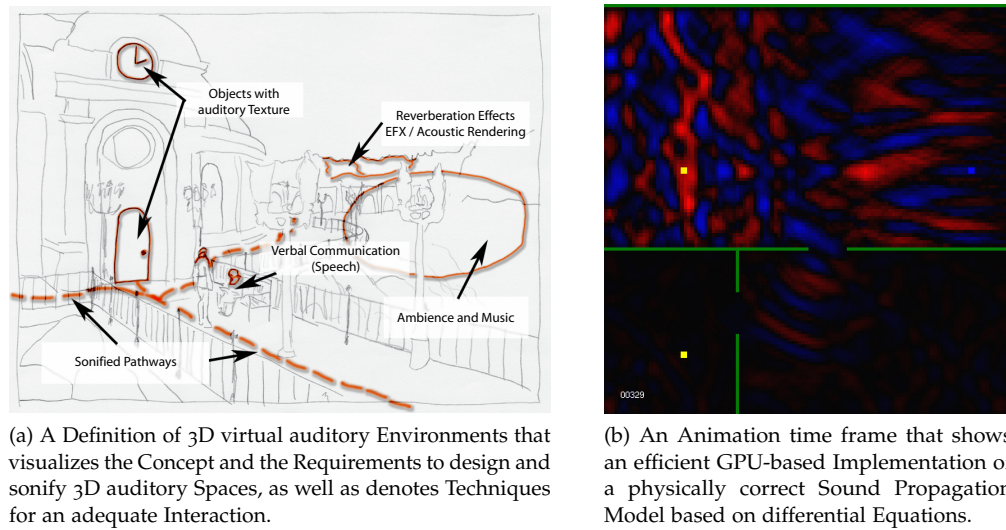 Objects with
auditory Texture
Reverberation Effects
EFX / Acoustic Rendering
Verbal Communication
(Speech)
Ambience and Music
Sonified Pathways
00329
(a) A Definition of 3D virtual auditory Environments that
visualizes the Concept and the Requirements to design and
sonify 3D auditory Spaces, as well as denotes Techniques
for an adequate Interaction.
(b) An Animation time frame that shows
an efficient GPU-based Implementation o
a physically correct Sound Propagation
Model based on differential Equations.